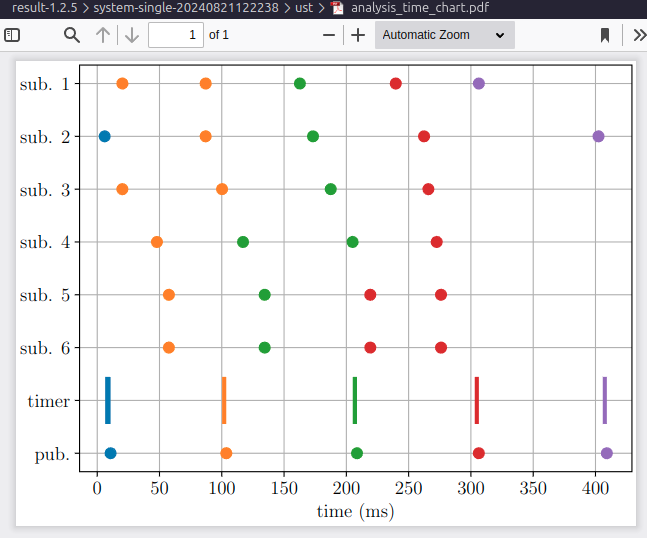 result-1.2.5 > system-single-20240821122238 > ust > analysis_time_chart.pdf
1 of 1 Automatic Zoom
sub. 1
sub. 2
sub. 3
sub. 4
sub. 5
sub. 6
timer
pub.
0 50 100 150 200 250 300 350 400
time (ms)